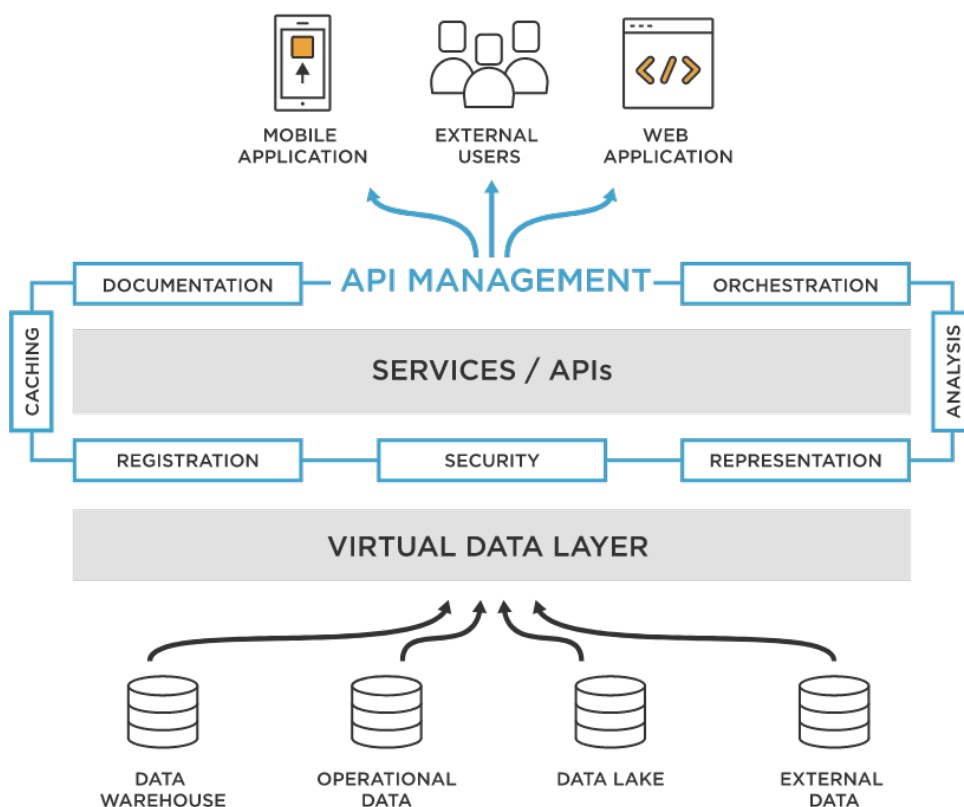 MOBILE
APPLICATION
EXTERNAL
USERS
WEB
APPLICATION
DOCUMENTATION
API MANAGEMENT
ORCHESTRATION
CACHING
SERVICES / APIs
ANALYSIS
REGISTRATION
SECURITY
REPRESENTATION
VIRTUAL DATA LAYER
DATA
WAREHOUSE
OPERATIONAL
DATA
DATA LAKE
EXTERNAL
DATA